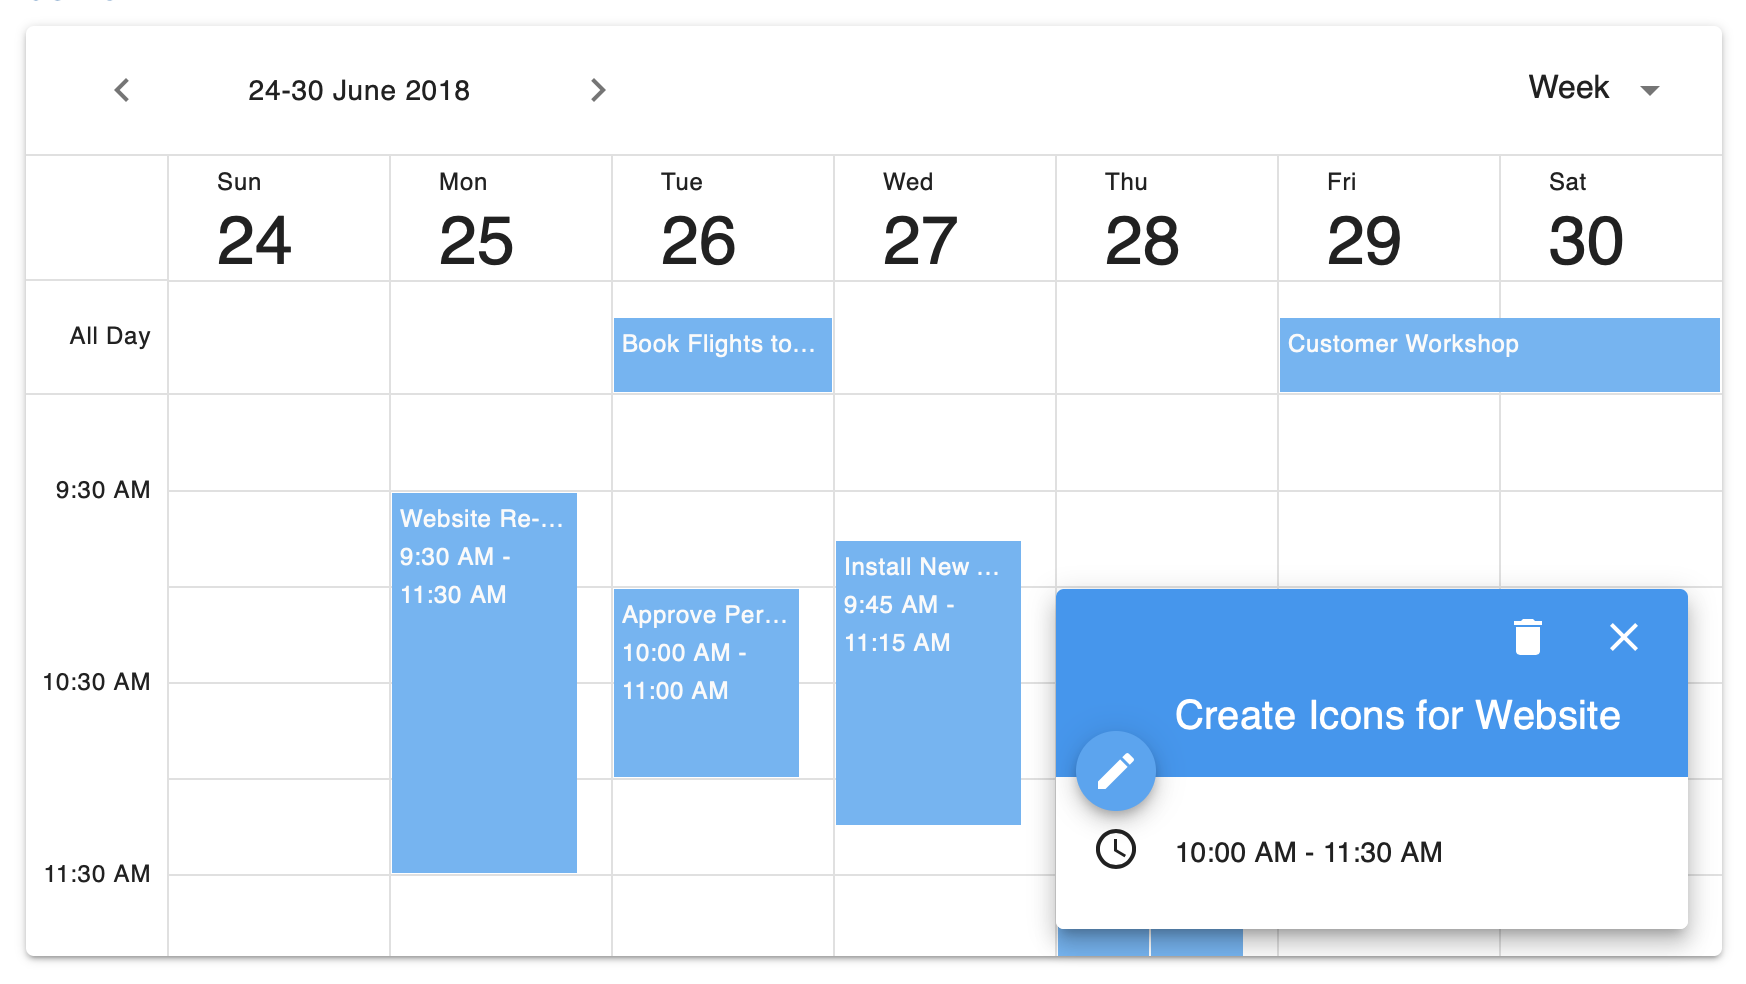 24-30 June 2018
Week
Sun
Mon
Tue
Wed
Thu
Fri
Sat
24
25
26
27
28
29
30
All Day
Book Flights to...
Customer Workshop
9:30 AM
Website Re-...
9:30 AM -
11:30 AM
Install New ...
9:45 AM -
11:15 AM
Approve Per...
10:00 AM -
11:00 AM
10:30 AM
Create Icons for Website
10:00 AM - 11:30 AM
11:30 AM